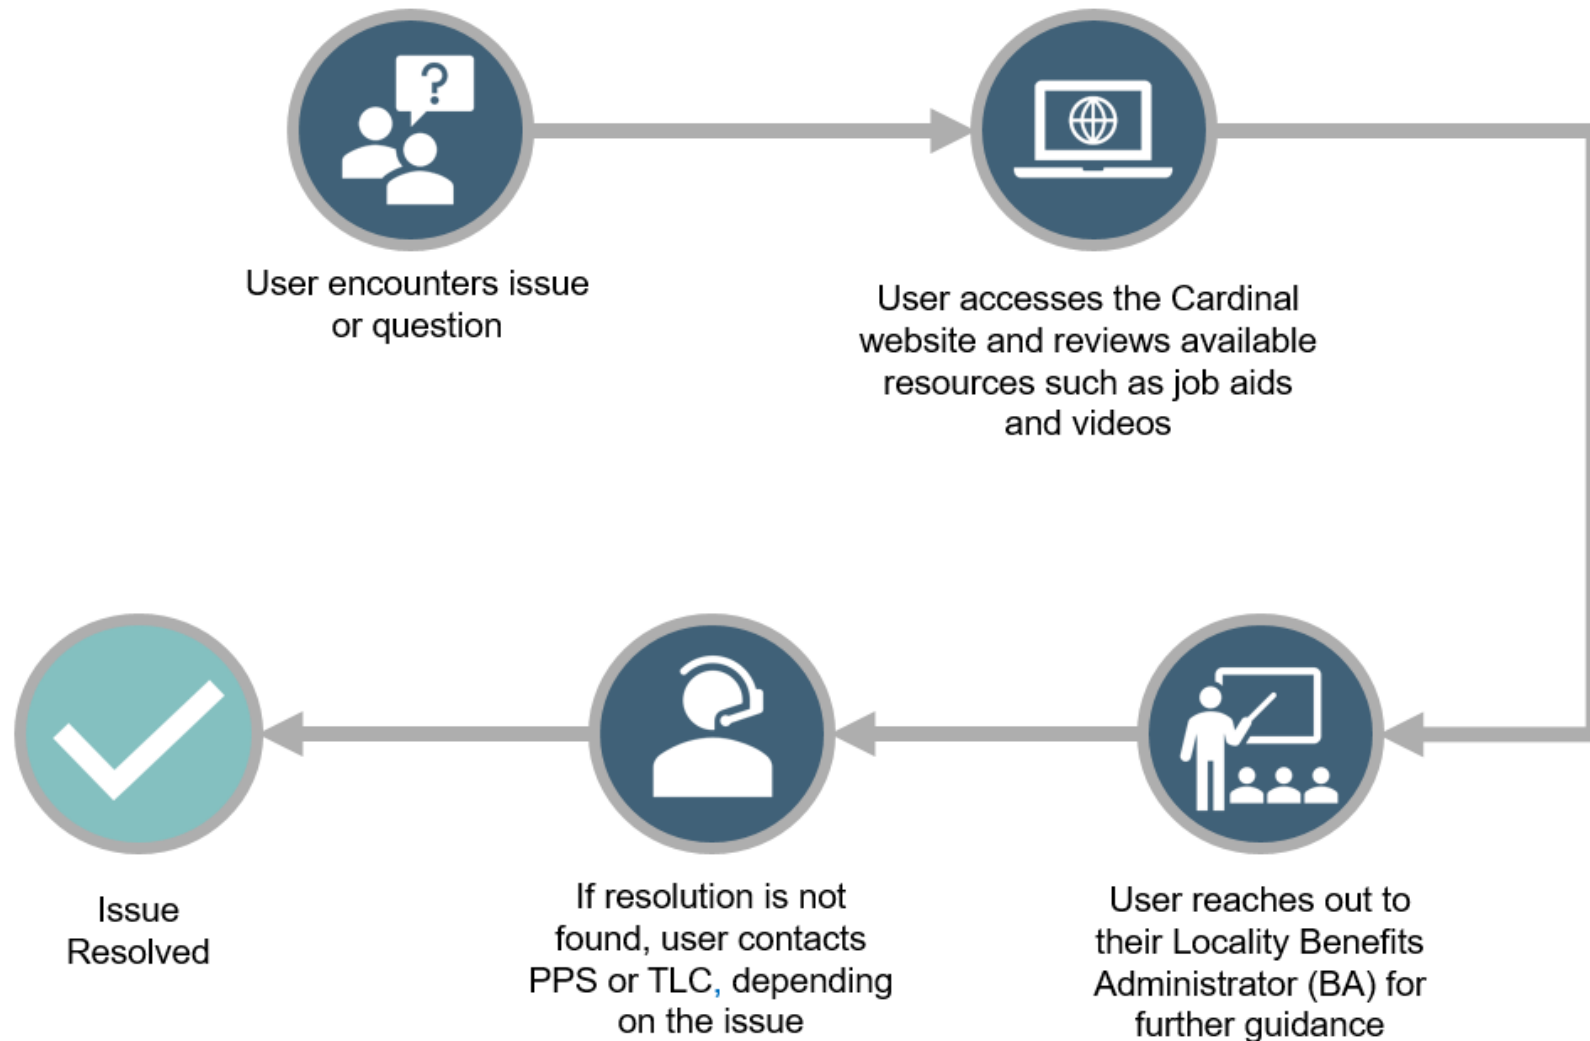 ?
User encounters issue
or question
User accesses the Cardinal
website and reviews available
resources such as job aids
and videos
User reaches out to
their Locality Benefits
Administrator (BA) for
further guidance
If resolution is not
found, user contacts
PPS or TLC, depending
on the issue
Issue
Resolved